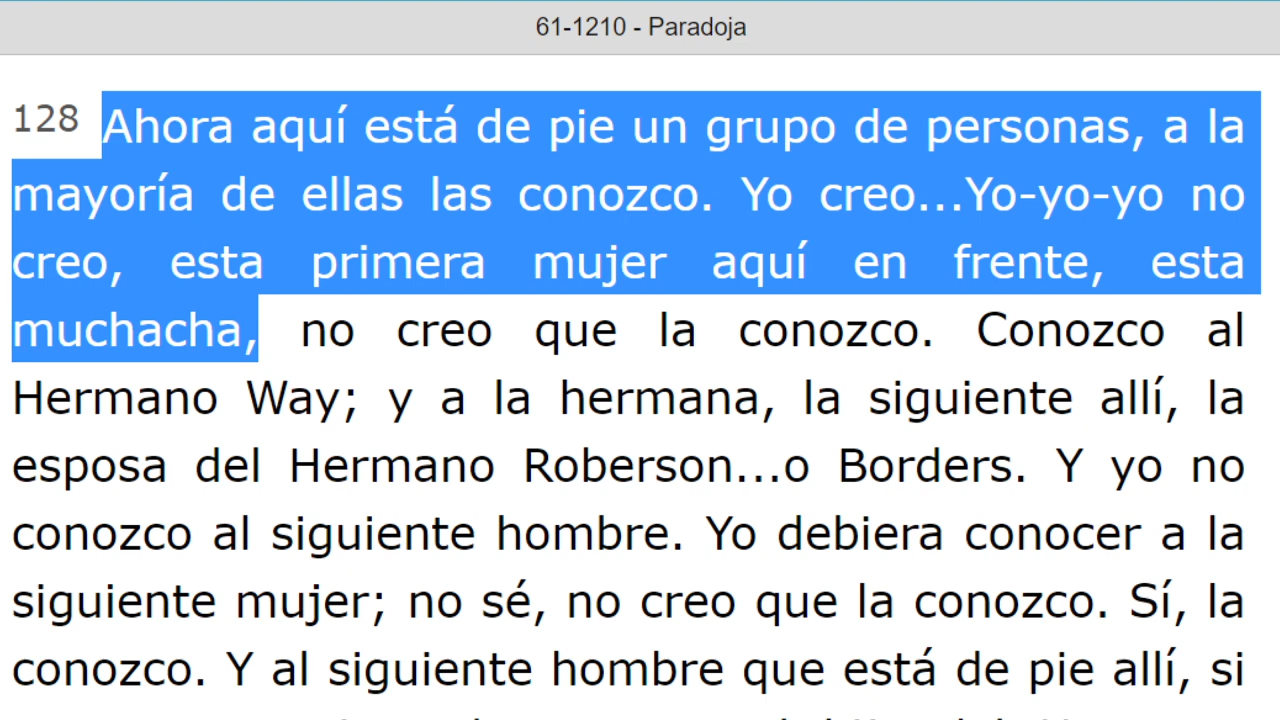 61-1210 - Paradoja
128 Ahora aquí está de pie un grupo de personas, a la
mayoría de ellas las conozco. Yo creo...Yo-yo-yo no
creo, esta primera mujer aquí en frente, esta
muchacha, no creo que la conozco. Conozco al
Hermano Way; y a la hermana, la siguiente allí, la
esposa del Hermano Roberson...o Borders. Y yo no
conozco al siguiente hombre. Yo debiera conocer a la
siguiente mujer; no sé, no creo que la conozco. Sí, la
conozco. Y al siguiente hombre que está de pie allí, si